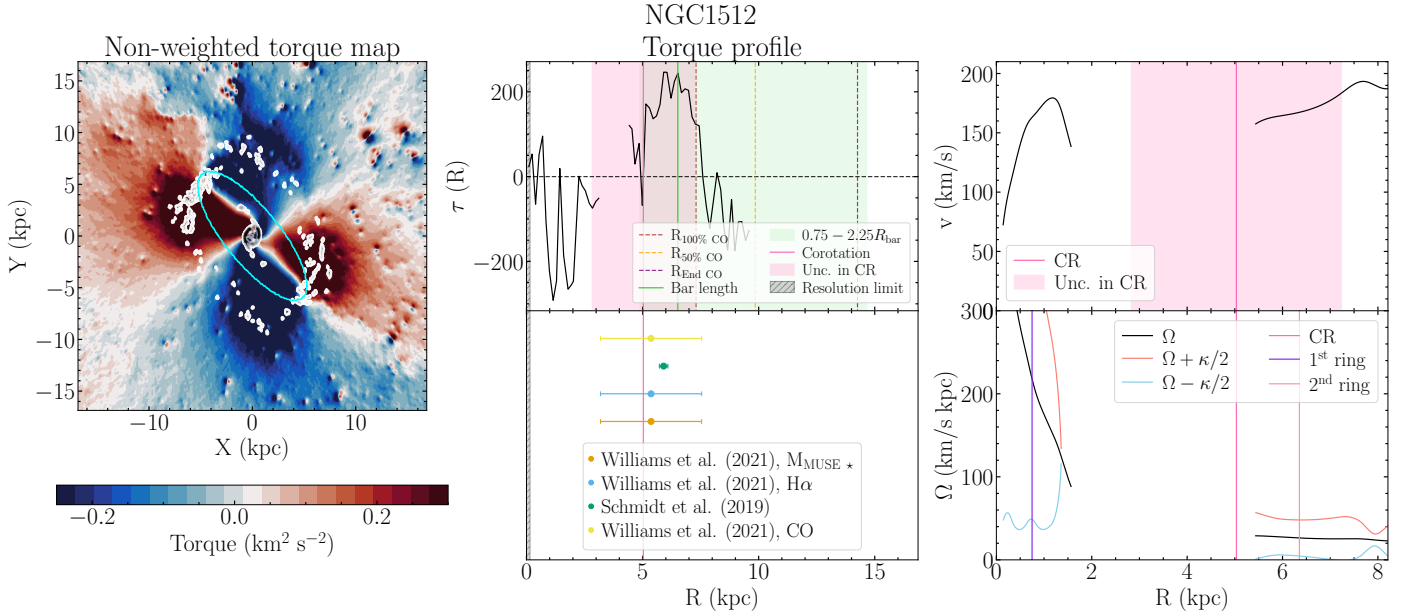 NGC1512
Non-weighted torque map
Torque profile
15
10
5
0
−5
−10
−15
Y (kpc)
−10
0
10
X (kpc)
−0.2
0.0
0.2
Torque (km² s⁻²)
200
0
−200
τ (R)
R100% CO
R50% CO
REnd CO
Bar length
0.75 − 2.25Rbar
Corotation
Unc. in CR
Resolution limit
Williams et al. (2021), MMUSE ⋆
Williams et al. (2021), Hα
Schmidt et al. (2019)
Williams et al. (2021), CO
0
5
10
15
R (kpc)
200
150
100
50
0
v (km/s)
CR
Unc. in CR
300
200
100
0
Ω (km/s kpc)
Ω
Ω + κ/2
Ω − κ/2
CR
1st ring
2nd ring
0
2
4
6
8
R (kpc)